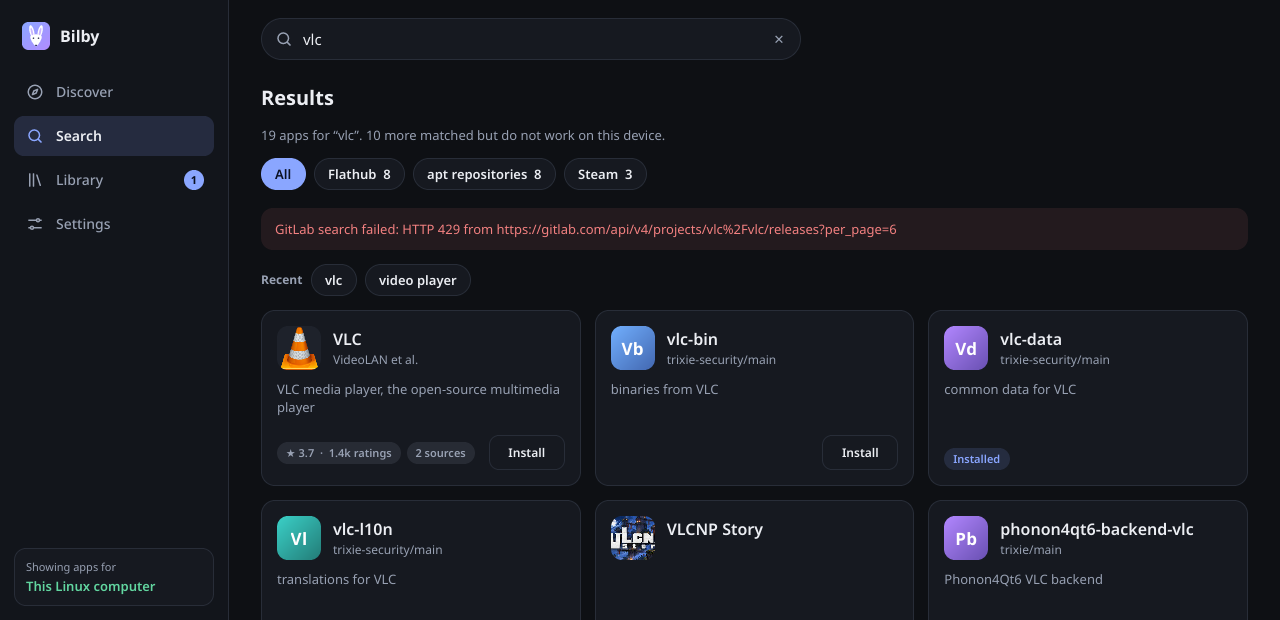 Bilby
Discover
Search
Library
1
Settings
Showing apps for
This Linux computer
vlc
Results
19 apps for “vlc”. 10 more matched but do not work on this device.
All
Flathub 8
apt repositories 8
Steam 3
GitLab search failed: HTTP 429 from https://gitlab.com/api/v4/projects/vlc%2Fvlc/releases?per_page=6
Recent
vlc
video player
VLC
VideoLAN et al.
VLC media player, the open-source multimedia
player
★ 3.7 · 1.4k ratings
2 sources
Install
Vb
vlc-bin
trixie-security/main
binaries from VLC
Install
Vd
vlc-data
trixie-security/main
common data for VLC
Installed
Vl
vlc-l10n
trixie-security/main
translations for VLC
VLCNP Story
Pb
phonon4qt6-backend-vlc
trixie/main
Phonon4Qt6 VLC backend